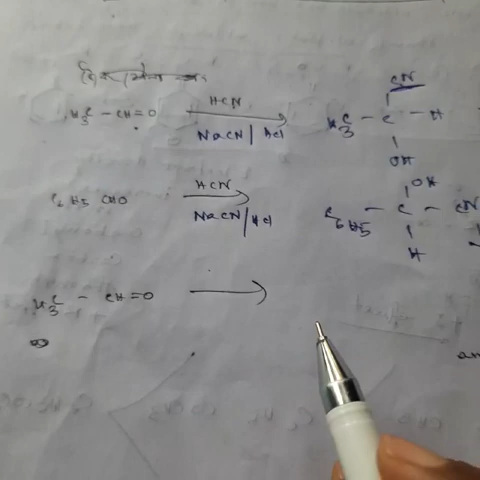 HCN
H3C - CH=O → NaCN/HCl H3C - C - H
CN
OH
C6H5 CHO HCN → NaCN/HCl C6H5 - C - CN
OH
H
H3C - CH=O →